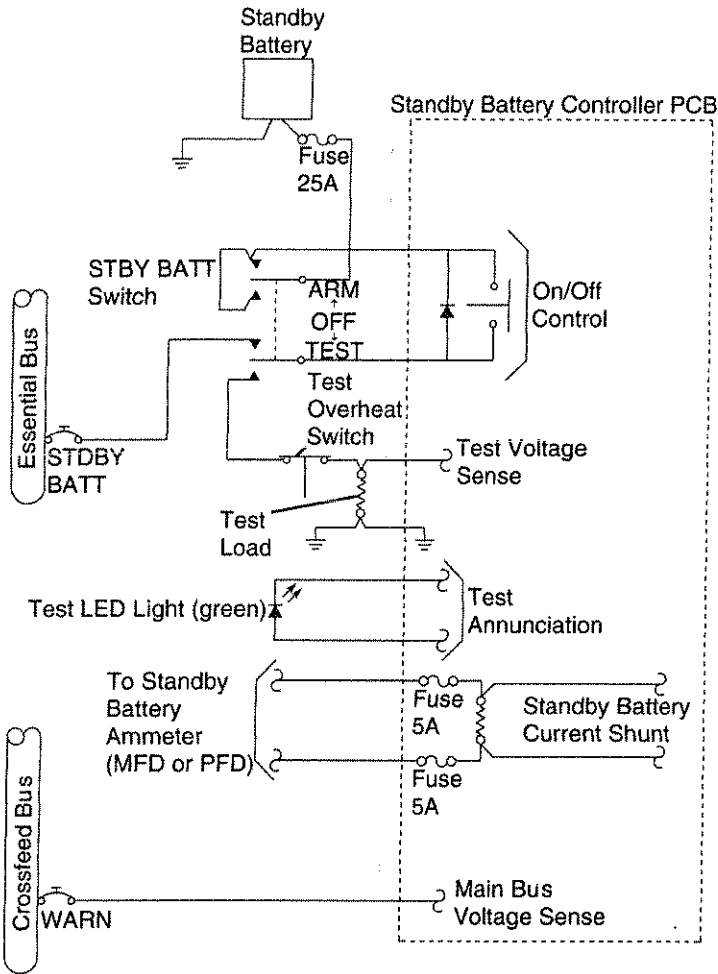 Standby
Battery
Standby Battery Controller PCB
Fuse
25A
STBY BATT
Switch
ARM
OFF
TEST
On/Off
Control
Essential Bus
STDBY
BATT
Test
Overheat
Switch
Test Voltage
Sense
Test
Load
Test LED Light (green)
Test
Annunciation
To Standby
Battery
Ammeter
(MFD or PFD)
Fuse
5A
Standby Battery
Current Shunt
Fuse
5A
Crossfeed Bus
WARN
Main Bus
Voltage Sense